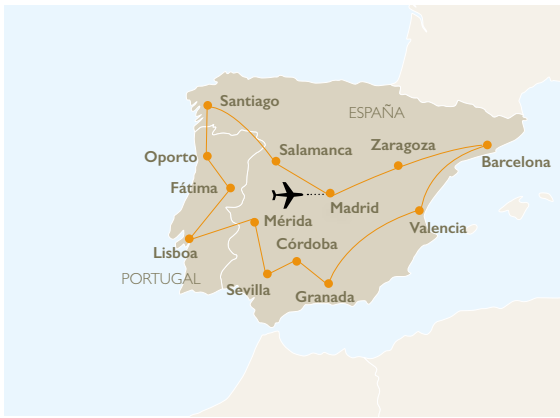 Santiago
ESPAÑA
Salamanca
Zaragoza
Oporto
Barcelona
Fátima
Madrid
Mérida
Valencia
Córdoba
Lisboa
PORTUGAL
Sevilla
Granada